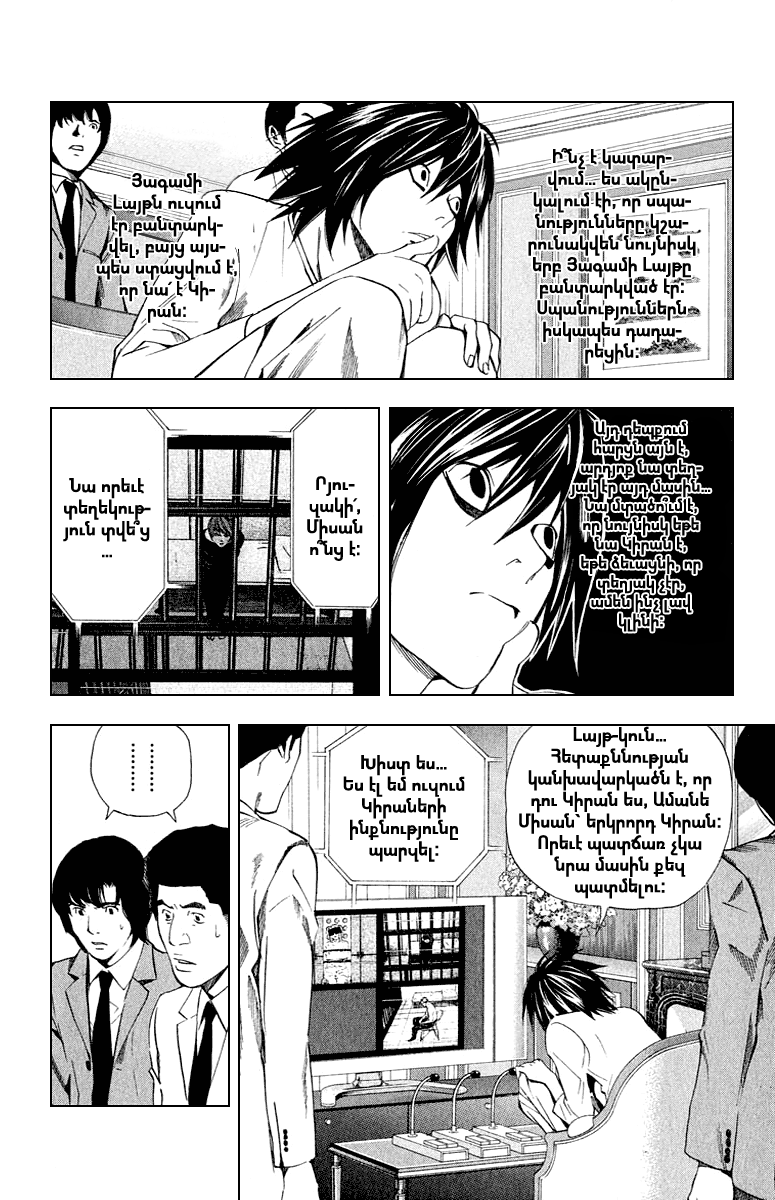 Ի՞նչ է կատար-
վում... ես ակըն-
կալում էի, որ սպա-
նությունները կշա-
րունակվեն նույնիսկ
երբ Յագամի Լայթը
բանտարկված էր:
Սպանություններն
իսկապես դադա-
րեցին:
Յագամի
Լայթն ուզում
էր բանտարկ-
վել, բայց այս-
պես ստացվում է,
որ նա՛ է Կի-
րան:
Այդ դեպքում
հարցն այն է,
արդյոք նա տեղ-
յակ էր այդ մասին...
Նա մտածո՞ւմ է,
որ նույնիսկ եթե
նա Կիրան է,
եթե ձեւացնի, որ
տեղյակ չէր,
ամեն ինչ լավ
կլինի:
Ռյու-
զակի՛,
Միսան
ո՞նց է:
Նա որեւէ
տեղեկութ-
յուն տվե՞ց
...
Լայթ-կուն...
Հետաքննության
կանխավարկածն է, որ
դու Կիրան ես, Ամանե
Միսան՝ երկրորդ Կիրան:
Որեւէ պատճառ չկա
նրա մասին քեզ
պատմելու:
Խիստ ես...
Ես էլ եմ ուզում
Կիրաների
ինքնությունը
պարզել:
......
......